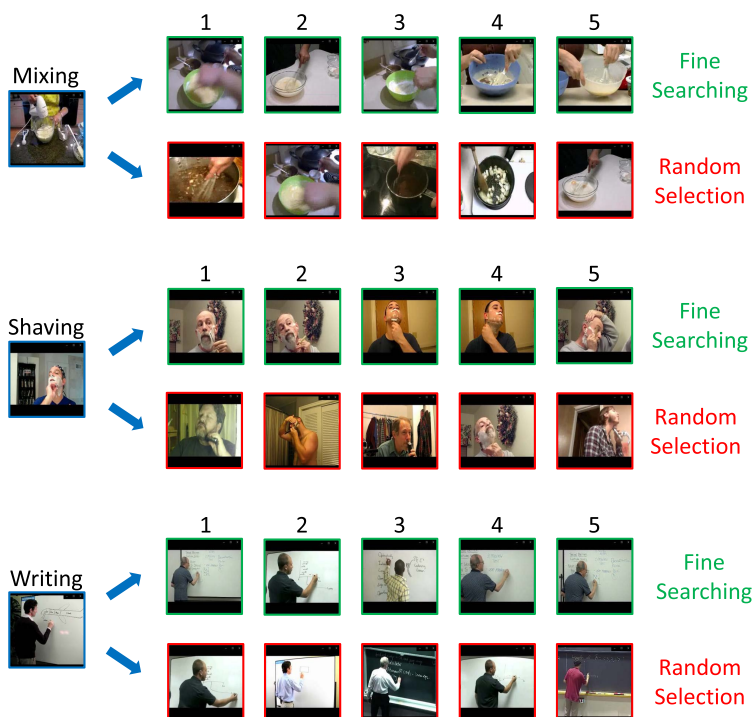 1 2 3 4 5
Mixing
Fine
Searching
Random
Selection
1 2 3 4 5
Shaving
Fine
Searching
Random
Selection
1 2 3 4 5
Writing
Fine
Searching
Random
Selection